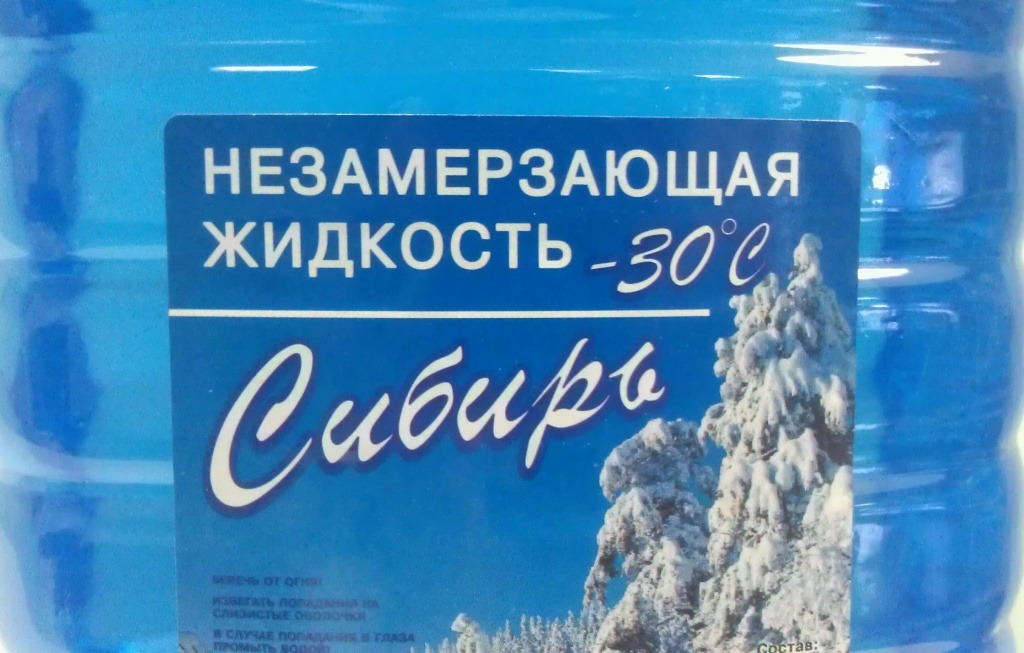 НЕЗАМЕРЗАЮЩАЯ
ЖИДКОСТЬ -30°C
Сибирь
БЕРЕЧЬ ОТ ОГНЯ!
ИЗБЕГАТЬ ПОПАДАНИЯ НА
СЛИЗИСТЫЕ ОБОЛОЧКИ
В СЛУЧАЕ ПОПАДАНИЯ В ГЛАЗА
ПРОМЫТЬ ВОДОЙ!
Состав: